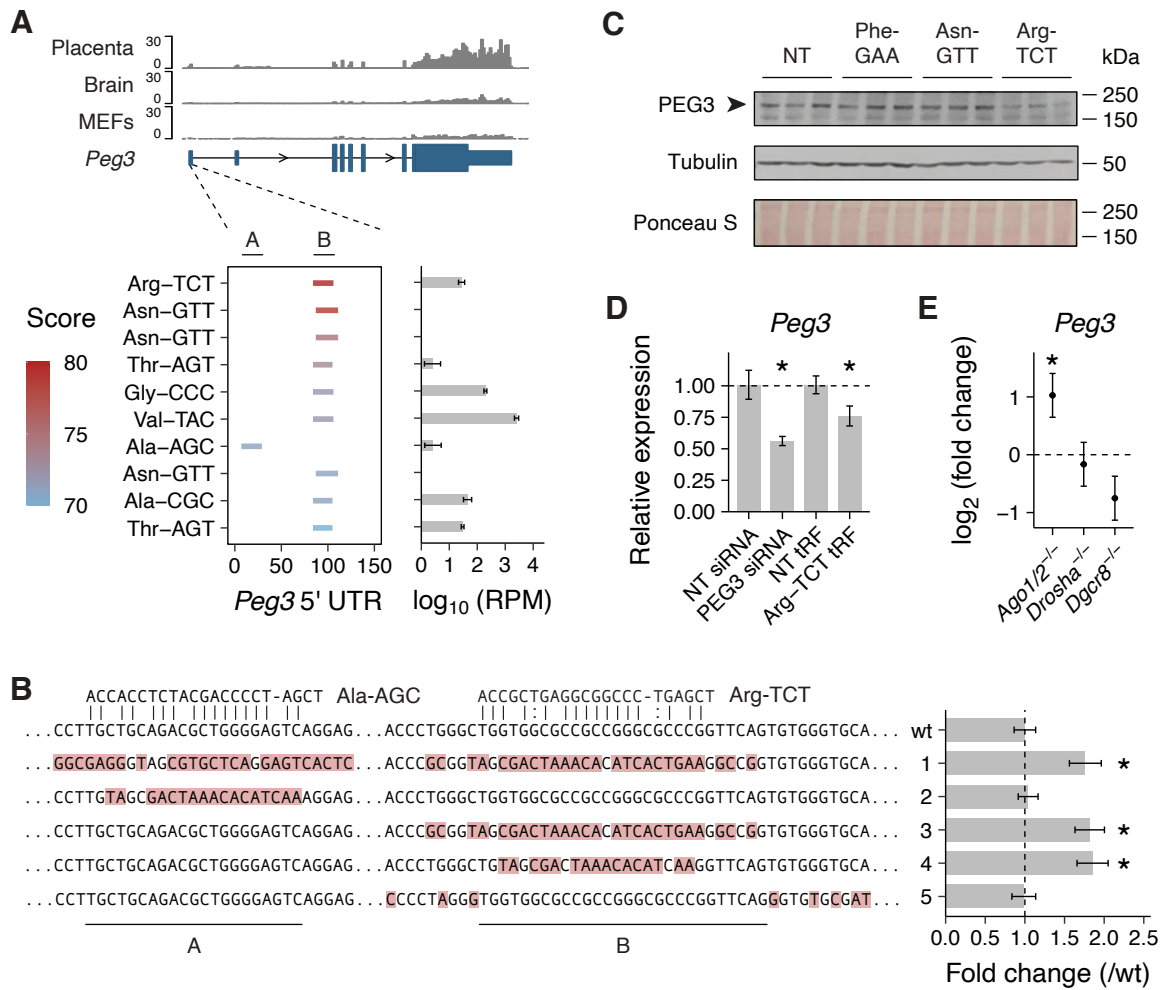 A
Placenta
30
0
Brain
30
0
MEFs
30
0
Peg3
A
B
Score
80
75
70
Arg–TCT
Asn–GTT
Asn–GTT
Thr–AGT
Gly–CCC
Val–TAC
Ala–AGC
Asn–GTT
Ala–CGC
Thr–AGT
0 50 100 150
Peg3 5' UTR
0 1 2 3 4
log10 (RPM)
C
NT
Phe-GAA
Asn-GTT
Arg-TCT
kDa
PEG3
250
150
Tubulin
50
Ponceau S
250
150
D
Peg3
Relative expression
1.00
0.75
0.50
0.25
0.00
* *
NT siRNA
PEG3 siRNA
NT tRF
Arg–TCT tRF
E
Peg3
log2 (fold change)
1
0
−1
*
Ago1/2−/−
Drosha−/−
Dgcr8−/−
B
ACCACCTCTACGACCCCT-AGCT Ala-AGC ACCGCTGAGGCGGCCC-TGAGCT Arg-TCT
...CCTTGCTGCAGACGCTGGGGAGTCAGGAG...ACCCTGGGCTGGTGGCGCCGCCGGGCGCCCGGTTCAGTGTGGGTGCA... wt
...GGCGAGGGTAGCGTGCTCAGGAGTCACTC...ACCCGCGGTAGCGACTAAACACATCACTGAAGGCCGGTGTGGGTGCA... 1 *
...CCTTGTAGCGACTAAACACATCAAAGGAG...ACCCTGGGCTGGTGGCGCCGCCGGGCGCCCGGTTCAGTGTGGGTGCA... 2
...CCTTGCTGCAGACGCTGGGGAGTCAGGAG...ACCCGCGGTAGCGACTAAACACATCACTGAAGGCCGGTGTGGGTGCA... 3 *
...CCTTGCTGCAGACGCTGGGGAGTCAGGAG...ACCCTGGGCTGTAGCGACTAAACACATCAAGGTTCAGTGTGGGTGCA... 4 *
...CCTTGCTGCAGACGCTGGGGAGTCAGGAG...CCCCTAGGGTGGTGGCGCCGCCGGGCGCCCGGTTCAGGGTGTGCGAT... 5
A
B
0.0 0.5 1.0 1.5 2.0 2.5
Fold change (/wt)